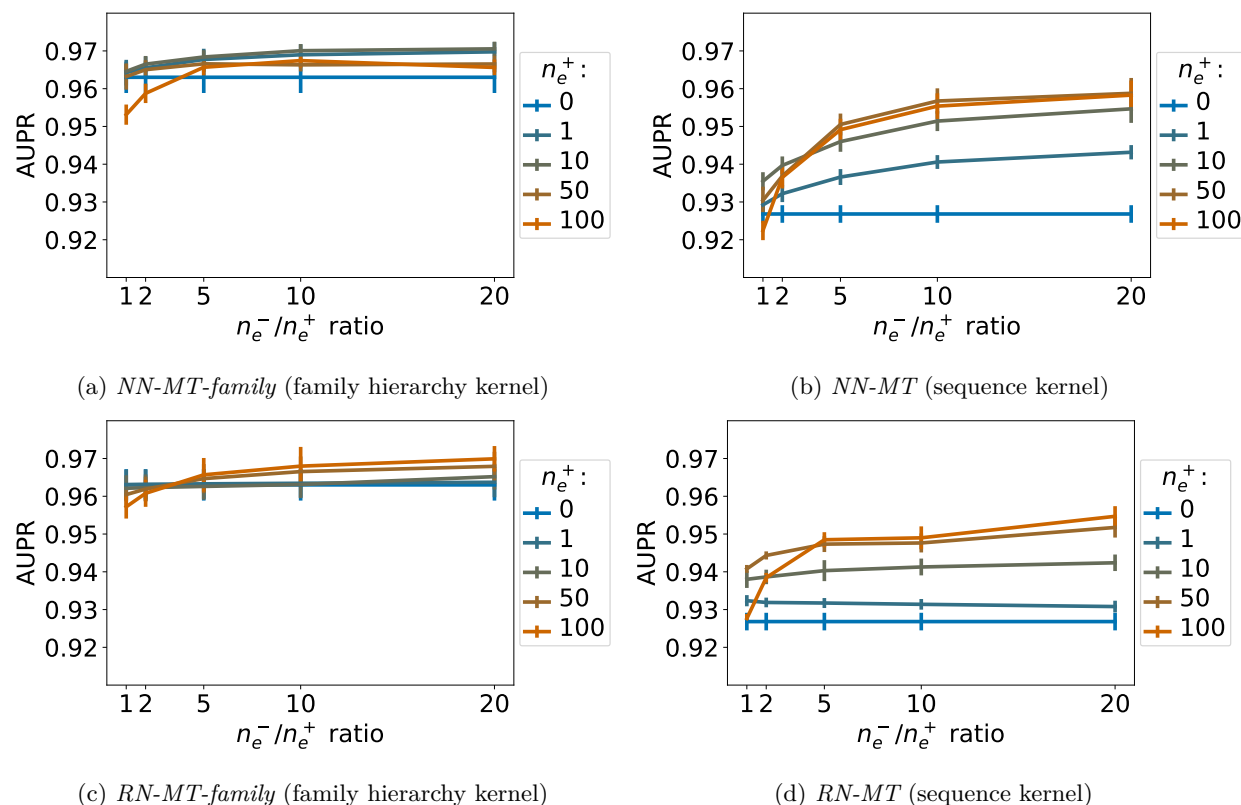 0.97
0.96
0.95
0.94
0.93
0.92
AUPR
1 2 5 10 20
n_e^-/n_e^+ ratio
n_e^+:
0
1
10
50
100
(a) NN-MT-family (family hierarchy kernel)
0.97
0.96
0.95
0.94
0.93
0.92
AUPR
1 2 5 10 20
n_e^-/n_e^+ ratio
n_e^+:
0
1
10
50
100
(b) NN-MT (sequence kernel)
0.97
0.96
0.95
0.94
0.93
0.92
AUPR
1 2 5 10 20
n_e^-/n_e^+ ratio
n_e^+:
0
1
10
50
100
(c) RN-MT-family (family hierarchy kernel)
0.97
0.96
0.95
0.94
0.93
0.92
AUPR
1 2 5 10 20
n_e^-/n_e^+ ratio
n_e^+:
0
1
10
50
100
(d) RN-MT (sequence kernel)